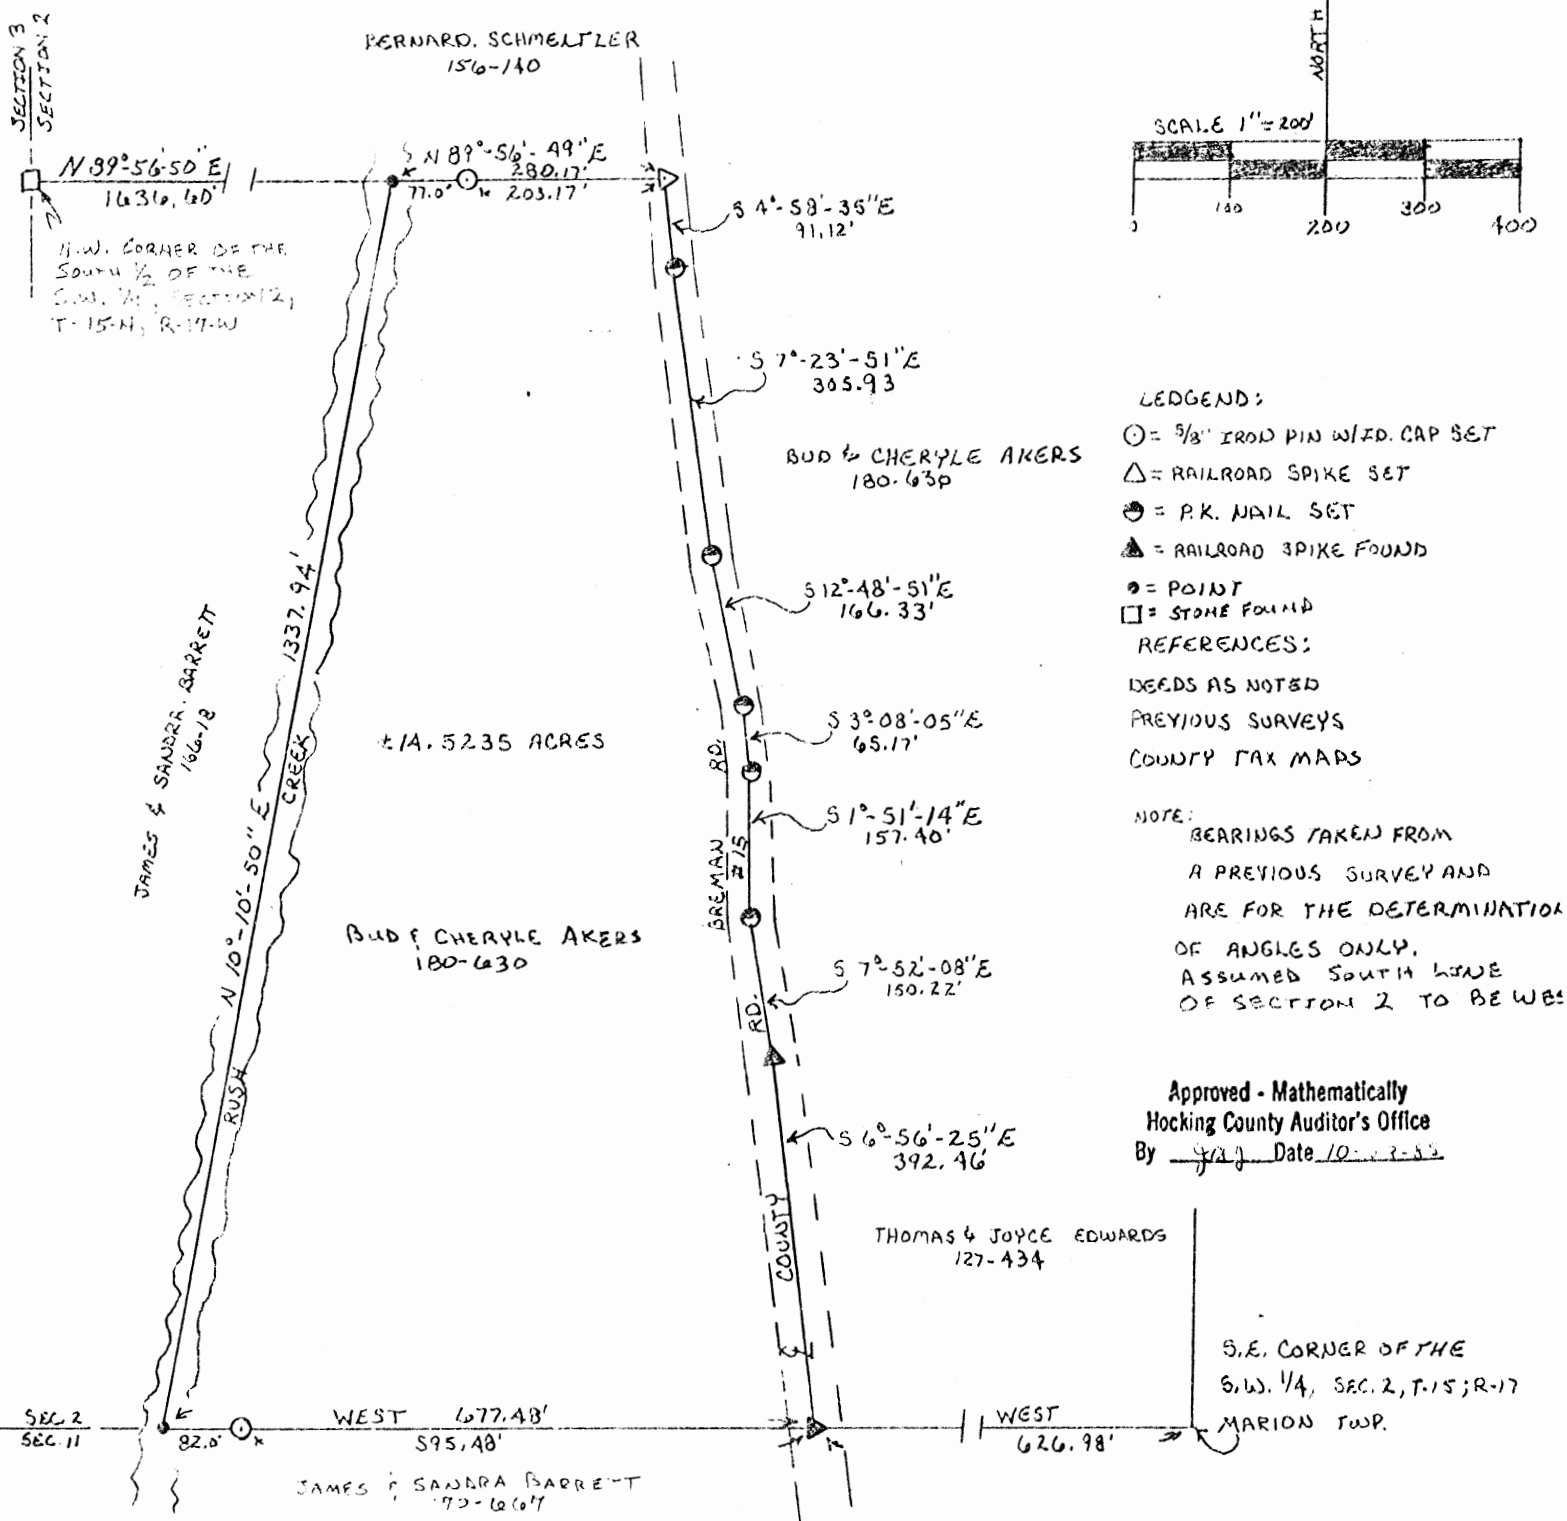 SECTION 3
SECTION 2
BERNARD. SCHMELTZLER
156-140
NORTH
SCALE 1"=200'
0 100 200 300 400
N 89°-56'-50" E
1636.60'
N 89°-56'-49" E
280.17'
77.0' 203.17'
N.W. CORNER OF THE
SOUTH 1/2 OF THE
S.W. 1/4, SECTION 2,
T-15-N, R-17-W
S 4°-58'-35" E
91.12'
S 7°-23'-51" E
305.93
BUD & CHERYLE AKERS
180-630
S 12°-48'-51" E
166.33'
S 3°-08'-05" E
65.17'
S 1°-51'-14" E
157.40'
S 7°-52'-08" E
150.22'
S 6°-56'-25" E
392.46'
LEDGEND:
= 5/8" IRON PIN W/ID. CAP SET
= RAILROAD SPIKE SET
= P.K. NAIL SET
= RAILROAD SPIKE FOUND
= POINT
= STONE FOUND
REFERENCES:
DEEDS AS NOTED
PREVIOUS SURVEYS
COUNTY TAX MAPS
NOTE:
BEARINGS TAKEN FROM
A PREVIOUS SURVEY AND
ARE FOR THE DETERMINATION
OF ANGLES ONLY.
ASSUMED SOUTH LINE
OF SECTION 2 TO BE WES
JAMES & SANDRA BARRETT
166-18
N 10°-10'-50" E 1337.94'
RUSH CREEK
±14.5235 ACRES
BUD & CHERYLE AKERS
180-630
BREMAN RD.
#15
COUNTY RD.
Approved - Mathematically
Hocking County Auditor's Office
By Date
THOMAS & JOYCE EDWARDS
127-434
S.E. CORNER OF THE
S.W. 1/4, SEC. 2, T-15; R-17
MARION TWP.
SEC. 2
SEC. 11
WEST 677.48'
82.0' 595.48'
WEST
626.98'
JAMES & SANDRA BARRETT